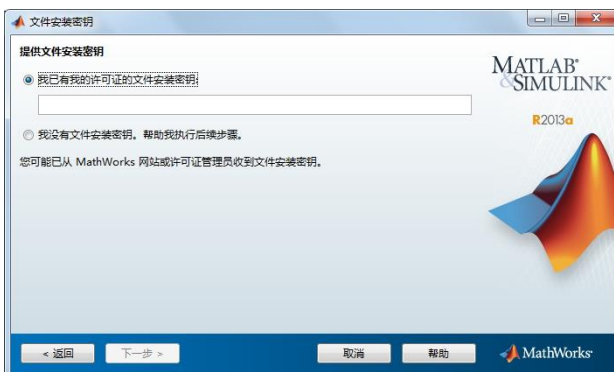 文件安装密钥
提供文件安装密钥
我已有我的许可证的文件安装密钥:
我没有文件安装密钥。帮助我执行后续步骤。
您可能已从 MathWorks 网站或许可证管理员收到文件安装密钥。
MATLAB®
&SIMULINK®
R2013a
< 返回
下一步 >
取消
帮助
MathWorks®